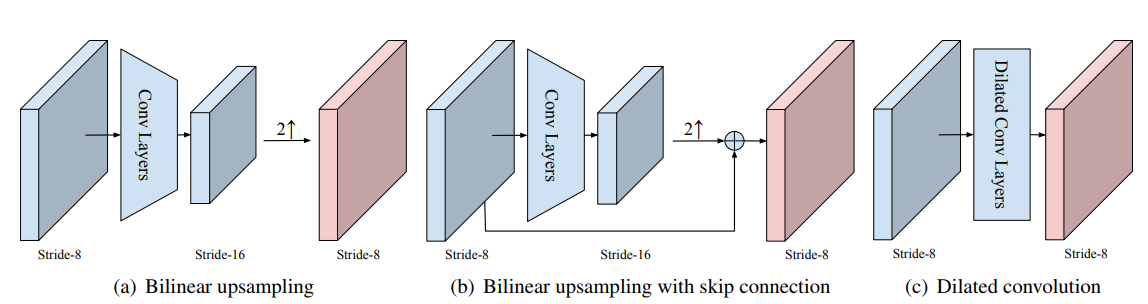 Conv Layers
2↑
Stride-8
Stride-16
Stride-8
(a) Bilinear upsampling
Conv Layers
2↑
Stride-8
Stride-16
Stride-8
(b) Bilinear upsampling with skip connection
Dilated Conv Layers
Stride-8
Stride-8
(c) Dilated convolution